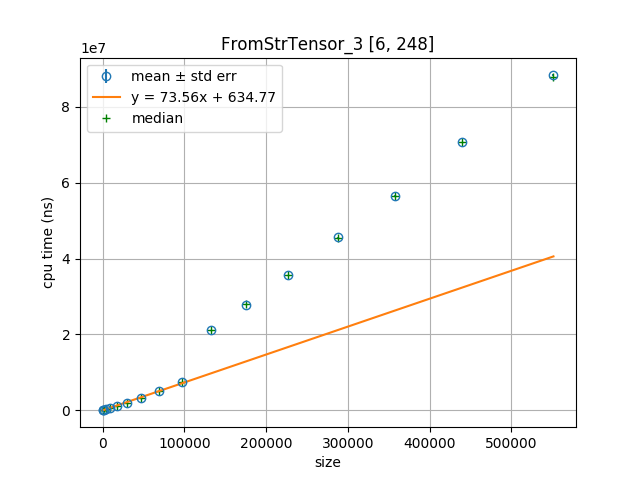 FromStrTensor_3 [6, 248]
1e7
mean ± std err
y = 73.56x + 634.77
median
8
6
4
2
0
cpu time (ns)
0 100000 200000 300000 400000 500000
size